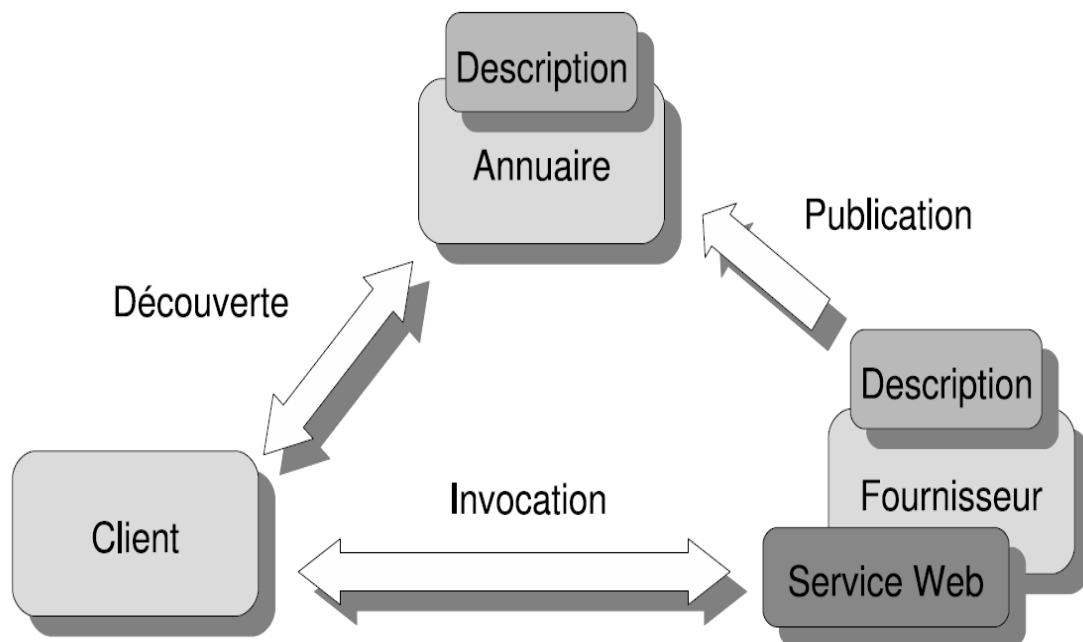 Description
Annuaire
Publication
Découverte
Description
Fournisseur
Invocation
Client
Service Web